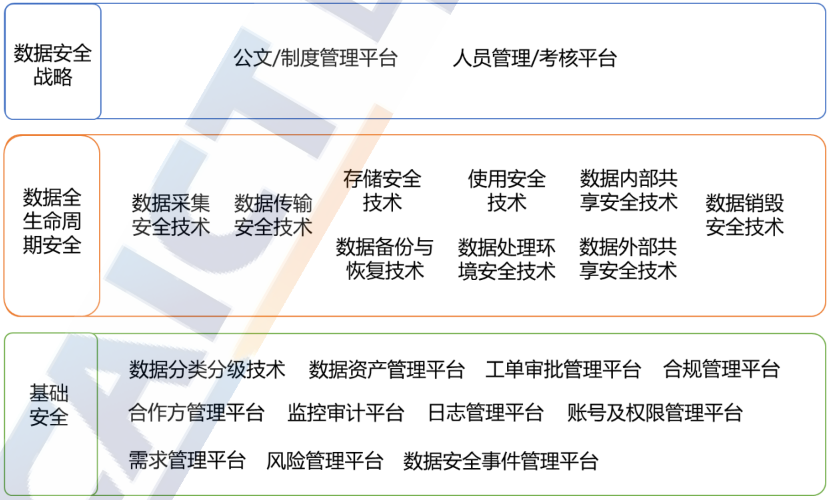 数据安全
战略
公文/制度管理平台 人员管理/考核平台
数据全
生命周
期安全
数据采集
安全技术
数据传输
安全技术
存储安全
技术
数据备份与
恢复技术
使用安全
技术
数据处理环
境安全技术
数据内部共
享安全技术
数据外部共
享安全技术
数据销毁
安全技术
基础
安全
数据分类分级技术 数据资产管理平台 工单审批管理平台 合规管理平台
合作方管理平台 监控审计平台 日志管理平台 账号及权限管理平台
需求管理平台 风险管理平台 数据安全事件管理平台
CAICT